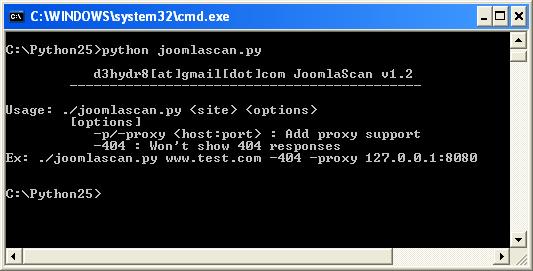 C:\WINDOWS\system32\cmd.exe
C:\Python25>python joomlascan.py
d3hydr8[at]gmail[dot]com JoomlaScan v1.2
---------------------------------------------
Usage: ./joomlascan.py <site> <options>
[options]
-p/-proxy <host:port> : Add proxy support
-404 : Won't show 404 responses
Ex: ./joomlascan.py www.test.com -404 -proxy 127.0.0.1:8080
C:\Python25>